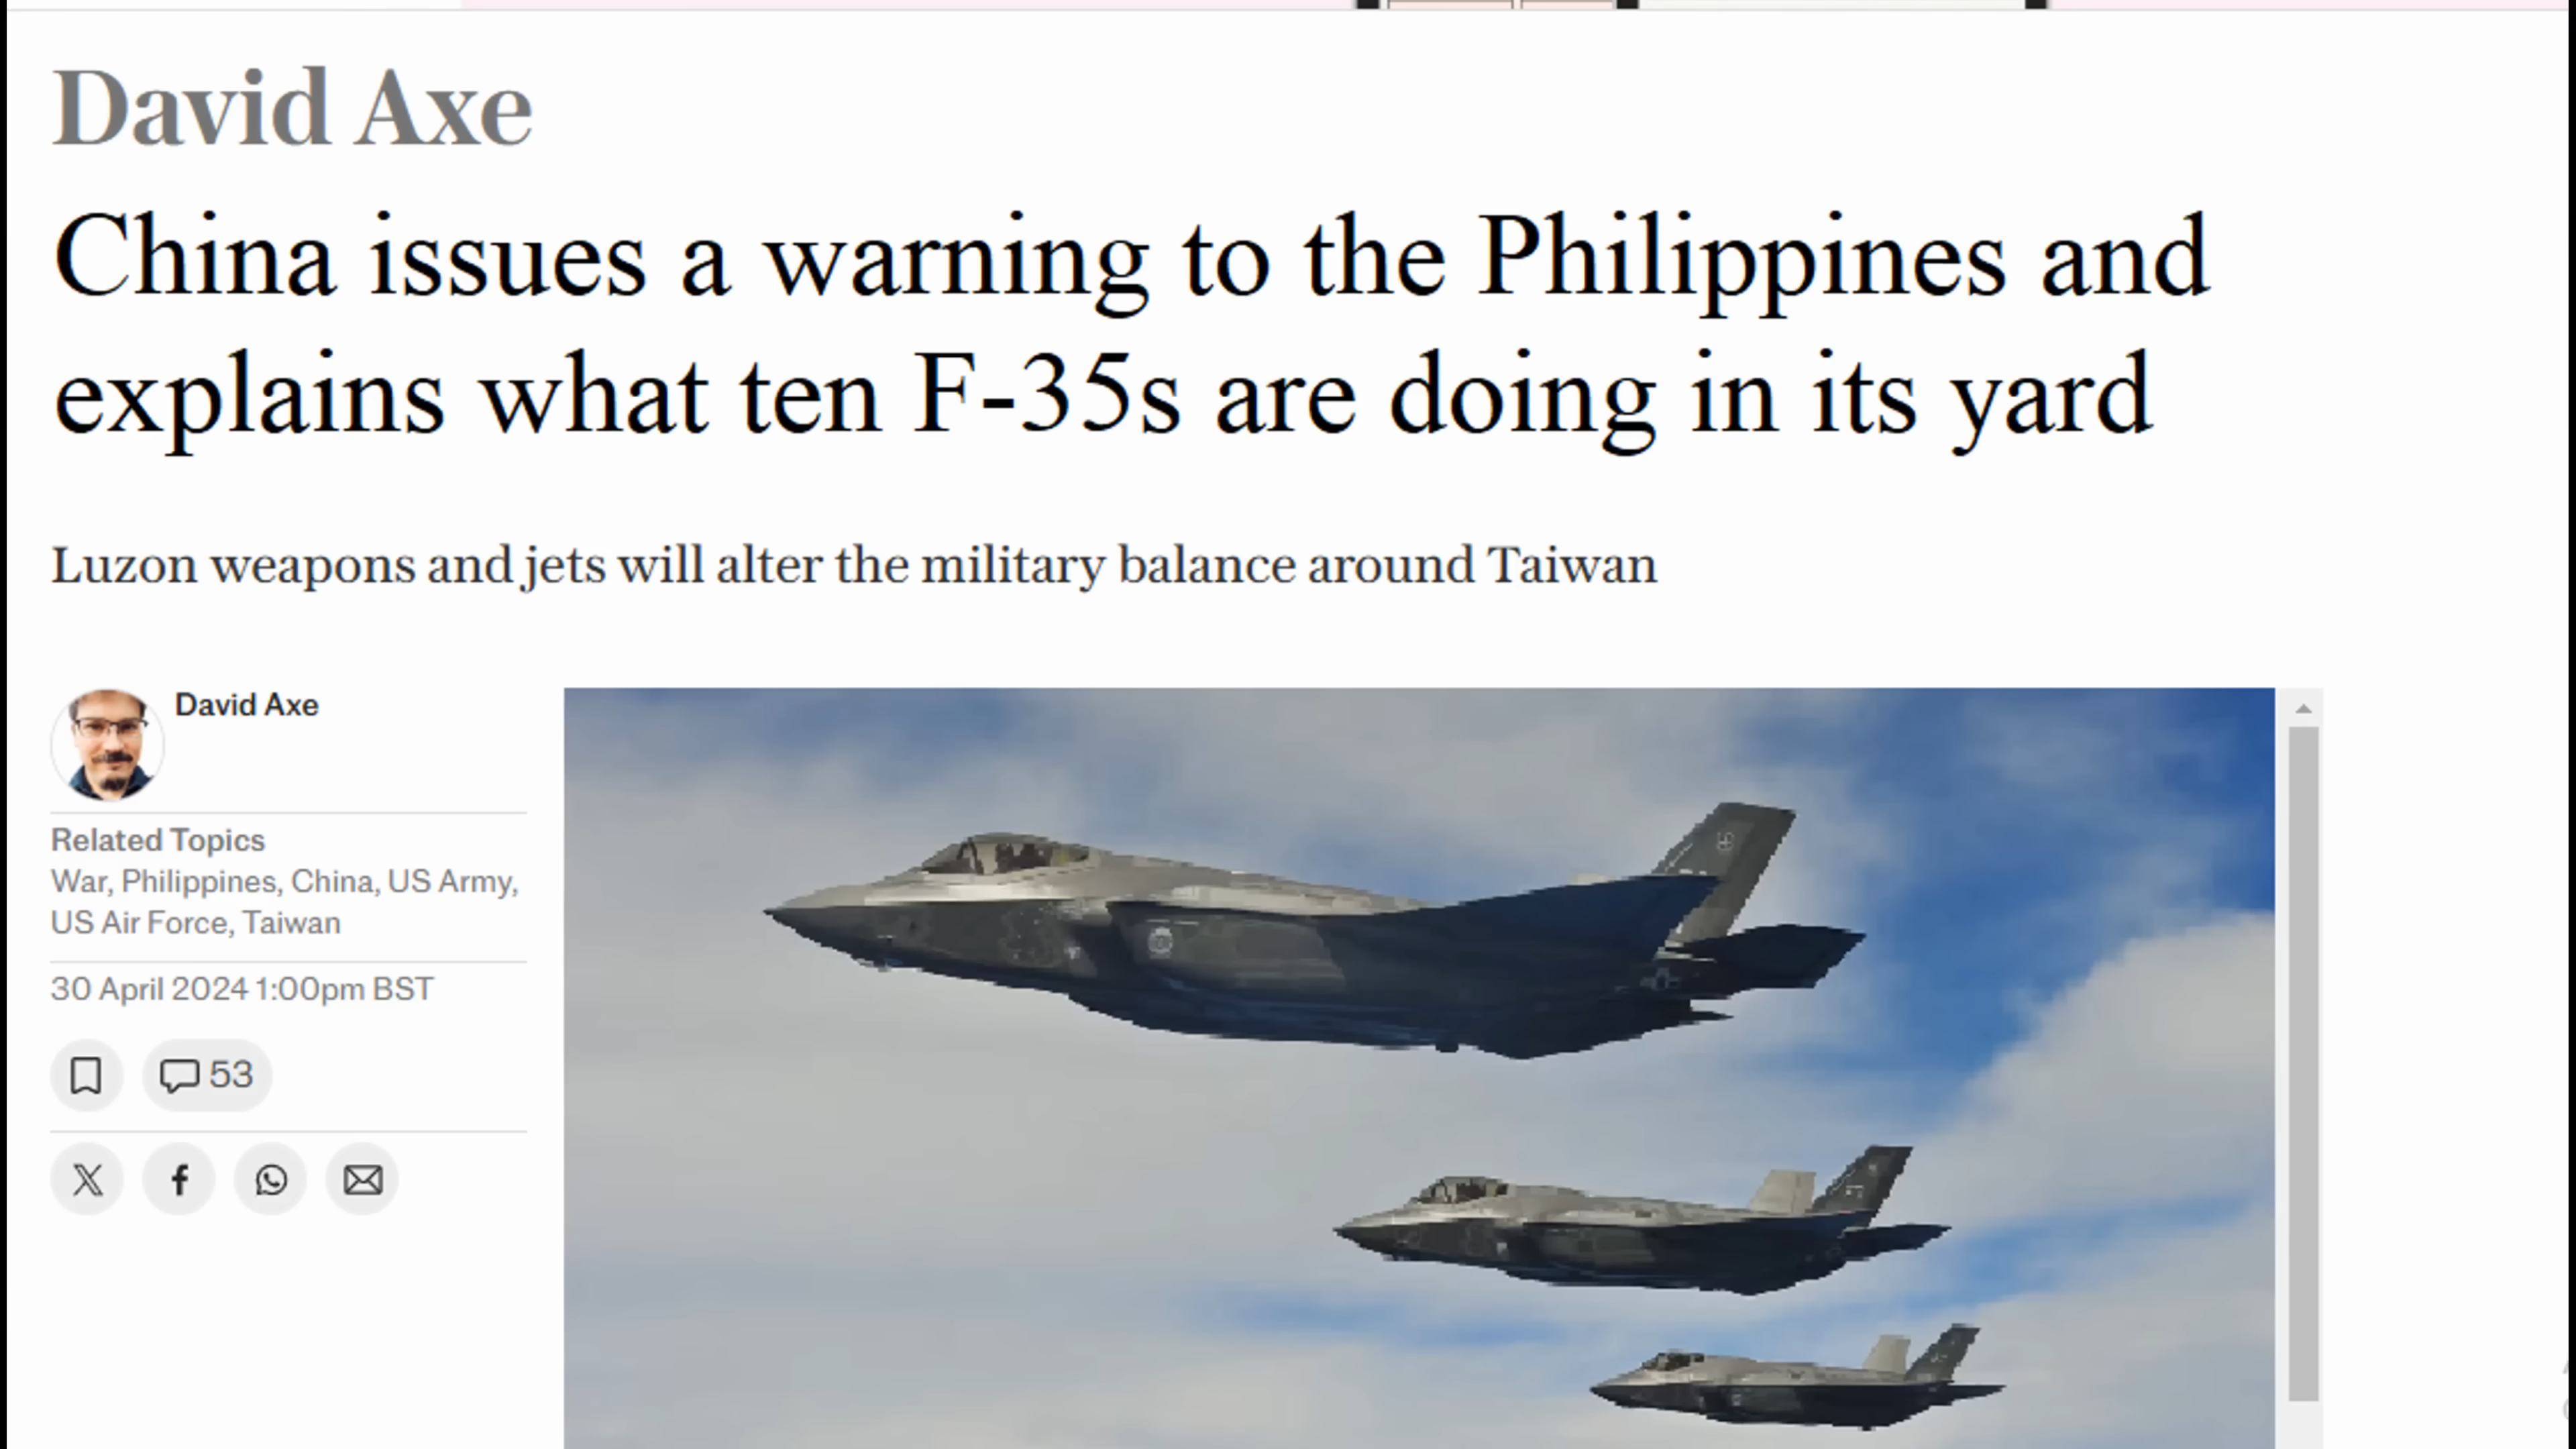 David Axe
China issues a warning to the Philippines and
explains what ten F-35s are doing in its yard
Luzon weapons and jets will alter the military balance around Taiwan
David Axe
Related Topics
War, Philippines, China, US Army,
US Air Force, Taiwan
30 April 2024 1:00pm BST
53